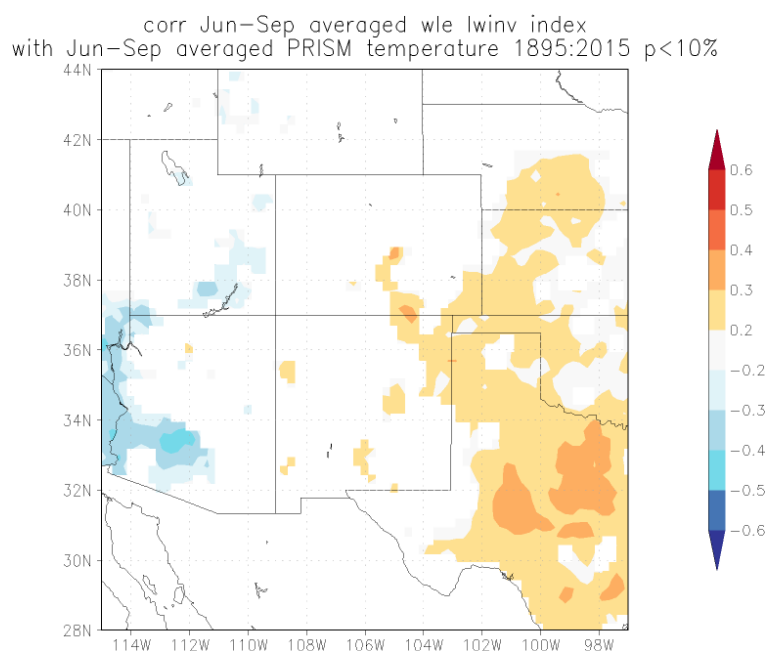 corr Jun-Sep averaged wle lwinv index
with Jun-Sep averaged PRISM temperature 1895:2015 p<10%
44N
42N
40N
38N
36N
34N
32N
30N
28N
114W 112W 110W 108W 106W 104W 102W 100W 98W
0.6
0.5
0.4
0.3
0.2
-0.2
-0.3
-0.4
-0.5
-0.6